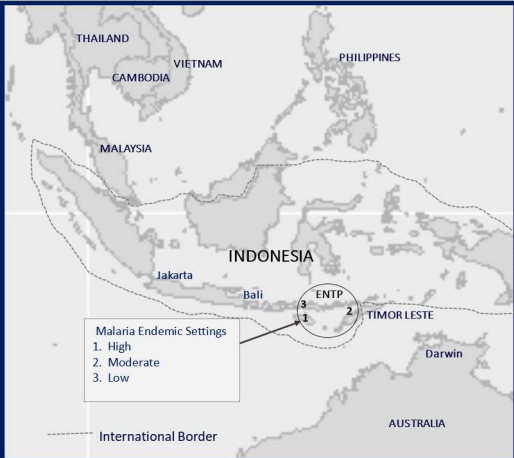 THAILAND
VIETNAM
PHILIPPINES
CAMBODIA
MALAYSIA
INDONESIA
Jakarta
Bali
ENTP
3
2
1
TIMOR LESTE
Malaria Endemic Settings
1. High
2. Moderate
3. Low
Darwin
AUSTRALIA
International Border